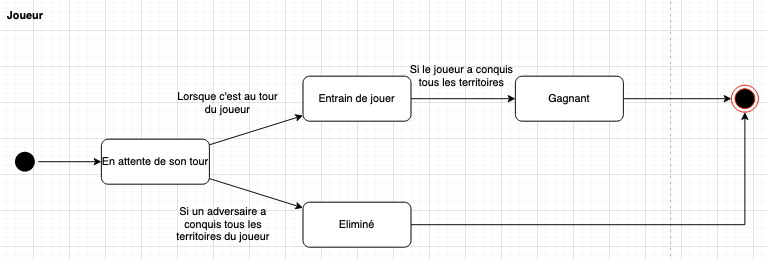 Joueur
Si le joueur a conquis
tous les territoires
Lorsque c'est au tour
du joueur
Entrain de jouer
Gagnant
En attente de son tour
Si un adversaire a
conquis tous les
territoires du joueur
Eliminé